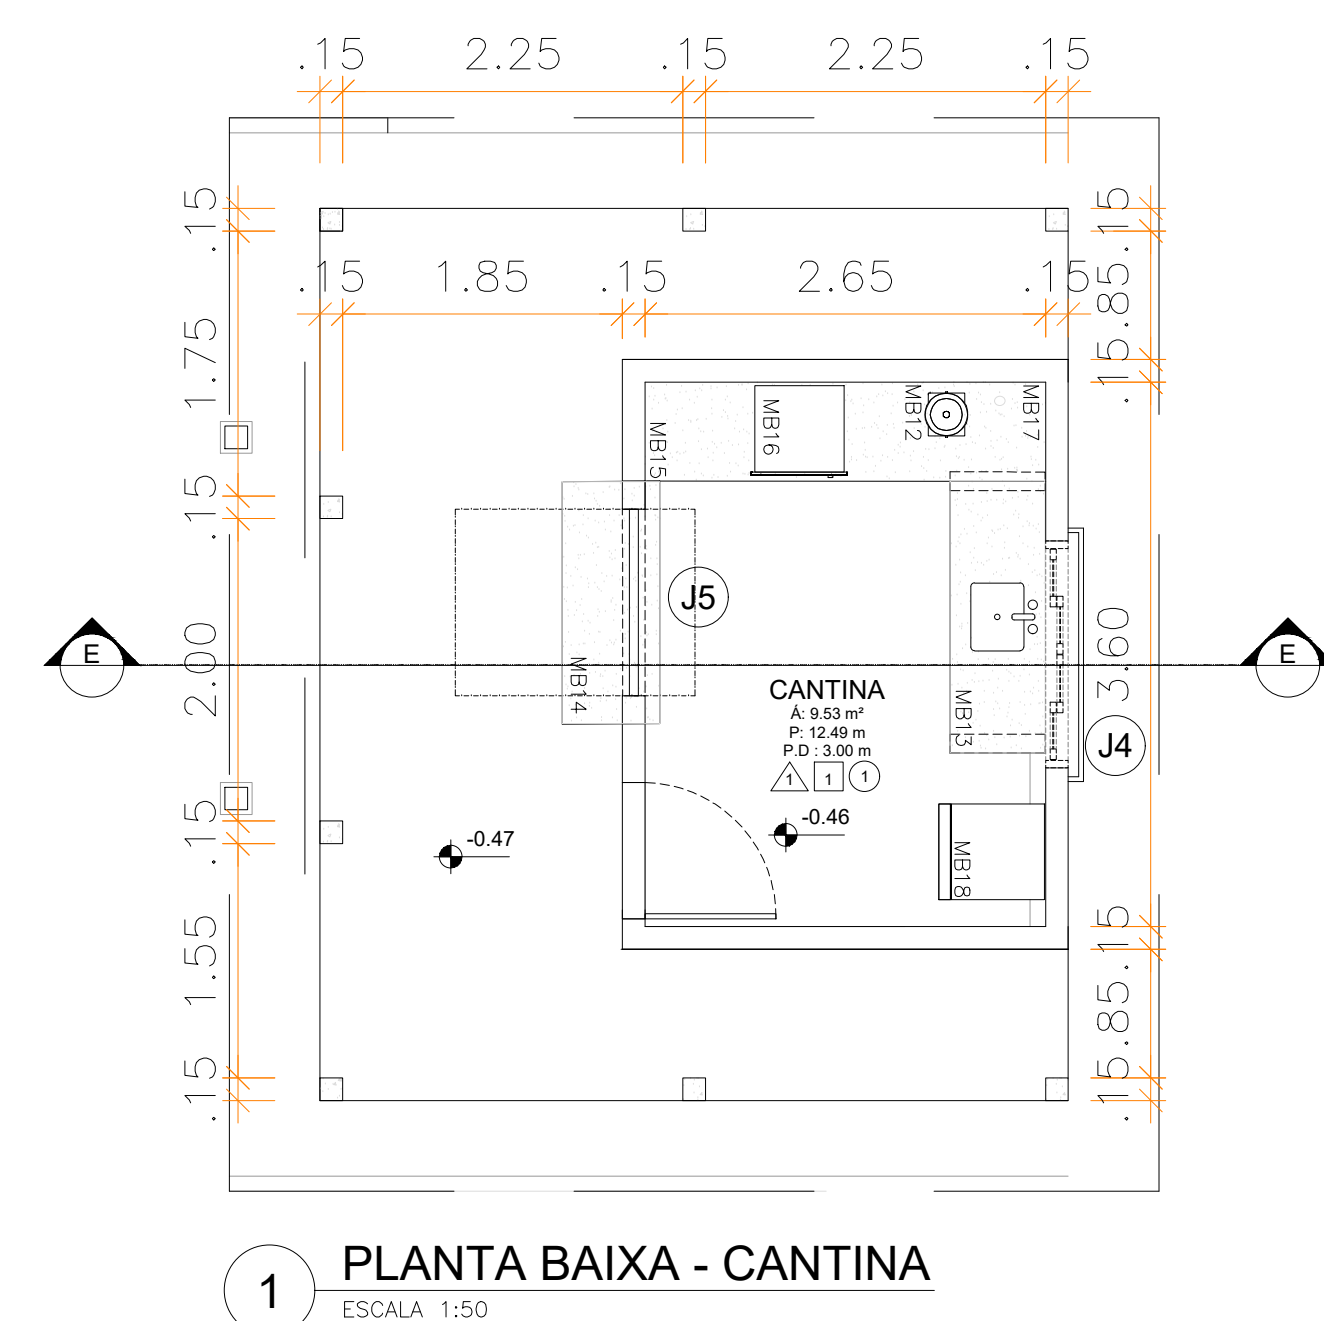 .15 2.25 .15 2.25 .15
.15 1.85 .15 2.65 .15
.15
1.75
.15
2.00
.15
1.55
.15
.15
.85
.15
3.60
.15
.85
.15
MB15
MB16
MB12
MB17
J5
MB14
MB13
J4
E
E
CANTINA
Á: 9.53 m²
P: 12.49 m
P.D : 3.00 m
1 1 1
-0.46
-0.47
MB18
1
PLANTA BAIXA - CANTINA
ESCALA 1:50